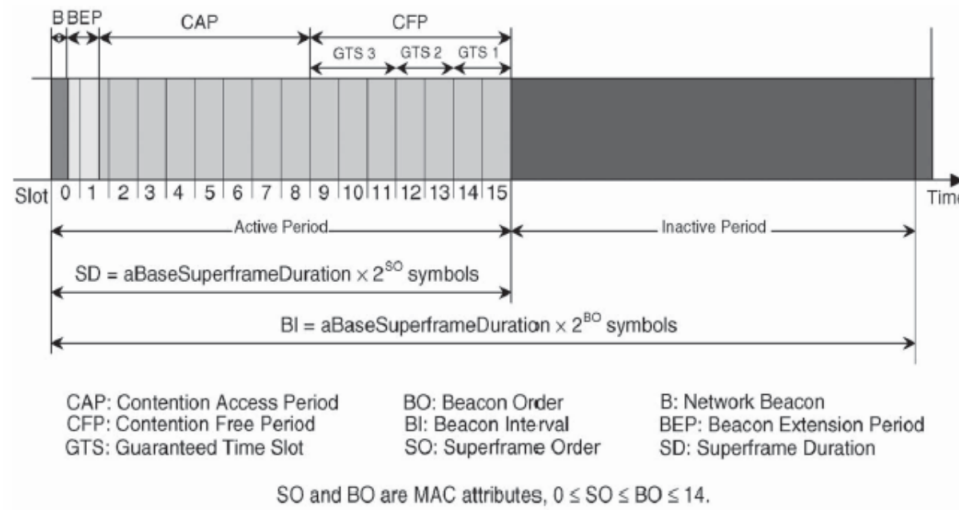 B BEP CAP CFP
GTS 3 GTS 2 GTS 1
Slot 0 1 2 3 4 5 6 7 8 9 10 11 12 13 14 15 Time
Active Period Inactive Period
SD = aBaseSuperframeDuration × 2^SO symbols
BI = aBaseSuperframeDuration × 2^BO symbols
CAP: Contention Access Period BO: Beacon Order B: Network Beacon
CFP: Contention Free Period BI: Beacon Interval BEP: Beacon Extension Period
GTS: Guaranteed Time Slot SO: Superframe Order SD: Superframe Duration
SO and BO are MAC attributes, 0 ≤ SO ≤ BO ≤ 14.